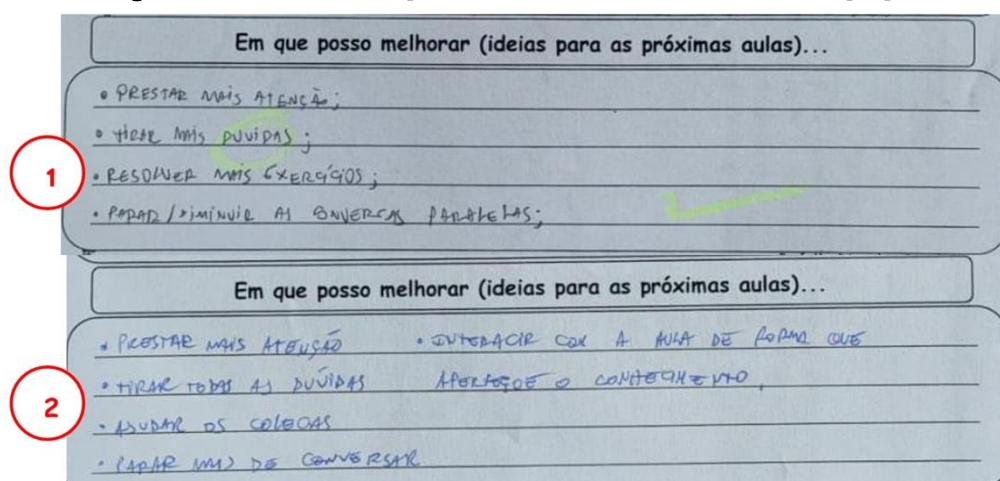 Em que posso melhorar (ideias para as próximas aulas)...
• PRESTAR MAIS ATENÇÃO;
• TIRAR MAIS DUVIDAS;
1
• RESOLVER MAIS EXERCÍCIOS;
• PARAR/DIMINUIR AS CONVERSAS PARALELAS;
Em que posso melhorar (ideias para as próximas aulas)...
• PRESTAR MAIS ATENÇÃO • INTERAGIR COM A AULA DE FORMA QUE
• TIRAR TODAS AS DUVIDAS APERFEIÇOE O CONHECIMENTO.
2
• AJUDAR OS COLEGAS
• PARAR MAIS DE CONVERSAR